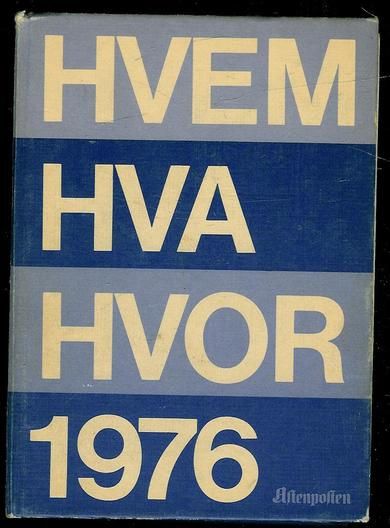 HVEM
HVA
HVOR
1976
Aftenposten